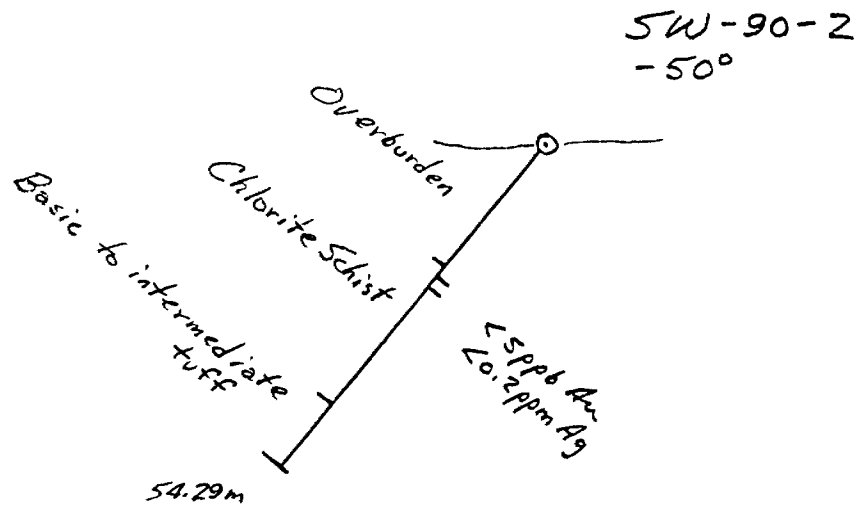 SW-90-2
-50°
Overburden
Chlorite Schist
Basic to intermediate
tuff
<5ppb Au
<0.2ppm Ag
54.29m